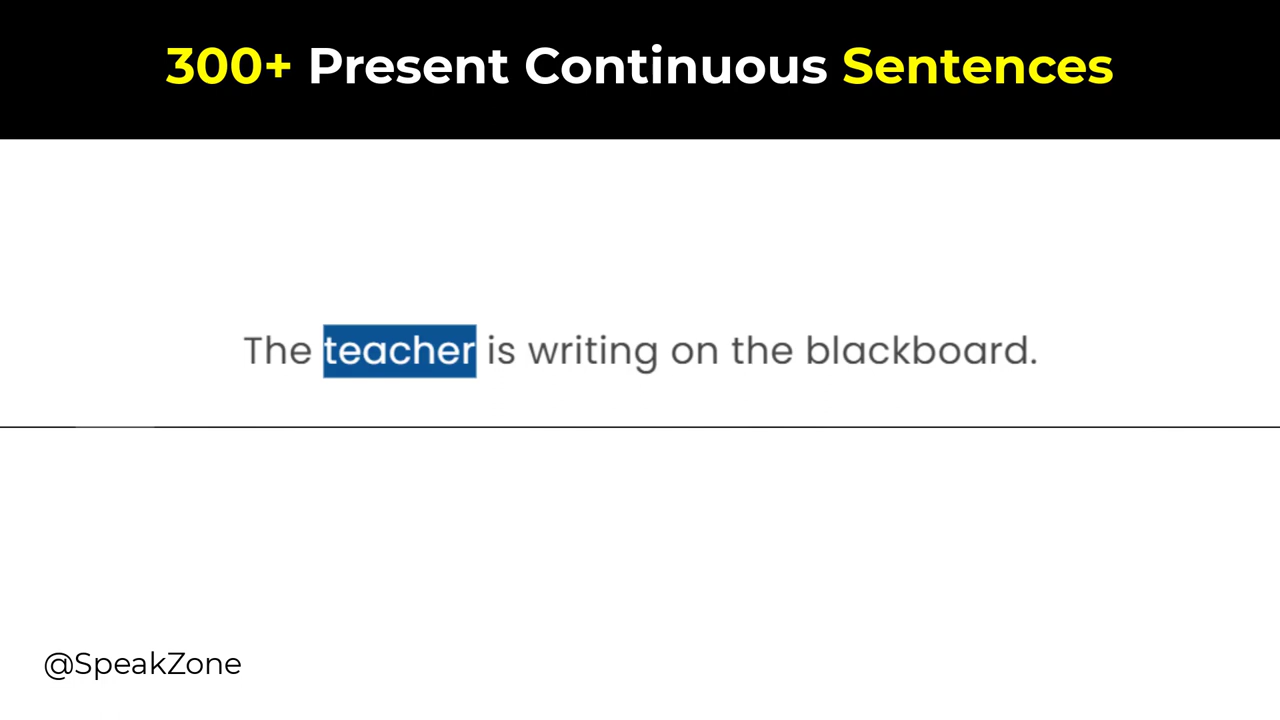 300+ Present Continuous Sentences
The teacher is writing on the blackboard.
@SpeakZone